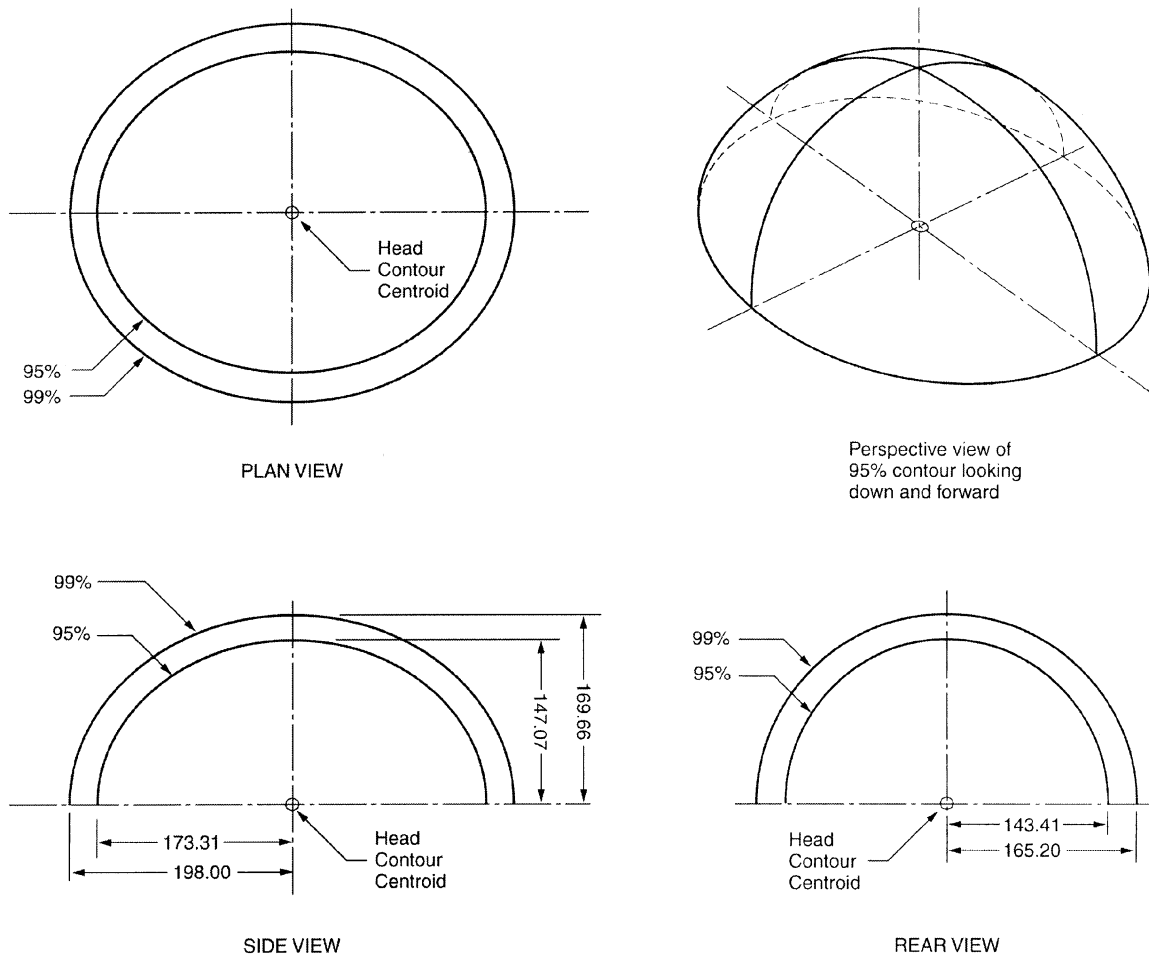 Head
Contour
Centroid
95%
99%
PLAN VIEW
Perspective view of
95% contour looking
down and forward
99%
95%
147.07
169.66
173.31
198.00
Head
Contour
Centroid
SIDE VIEW
99%
95%
143.41
165.20
Head
Contour
Centroid
REAR VIEW